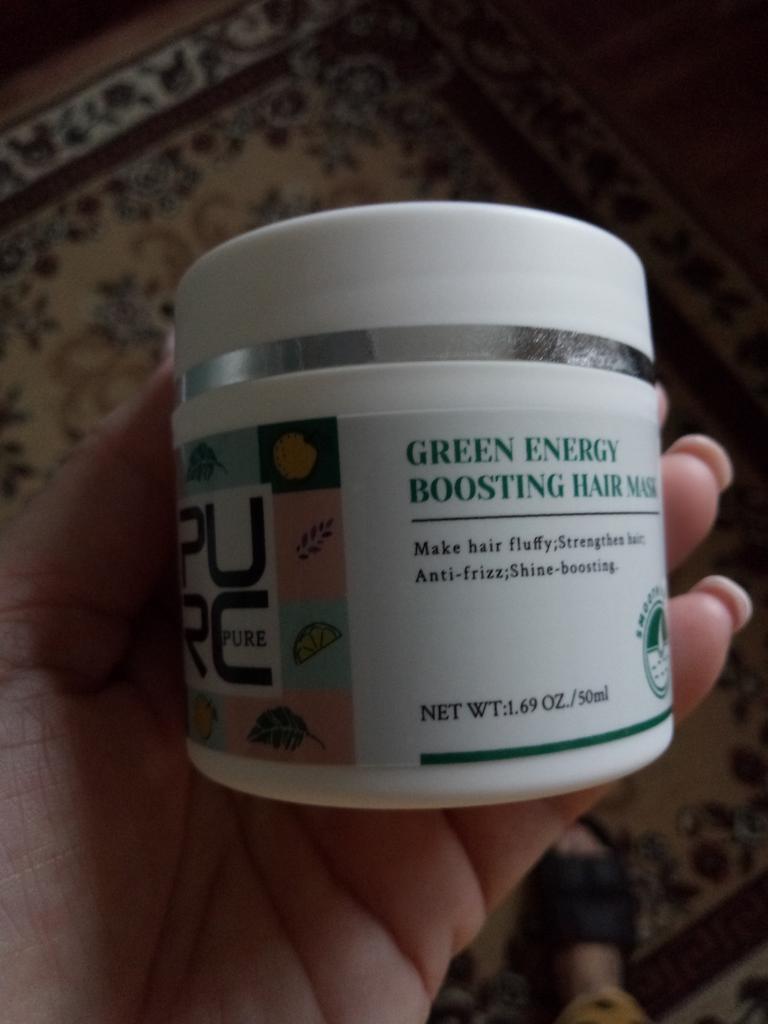 PU
RC
PURE
GREEN ENERGY
BOOSTING HAIR MASK
Make hair fluffy;Strengthen hair;
Anti-frizz;Shine-boosting.
SMOOTH
NET WT:1.69 OZ./50ml